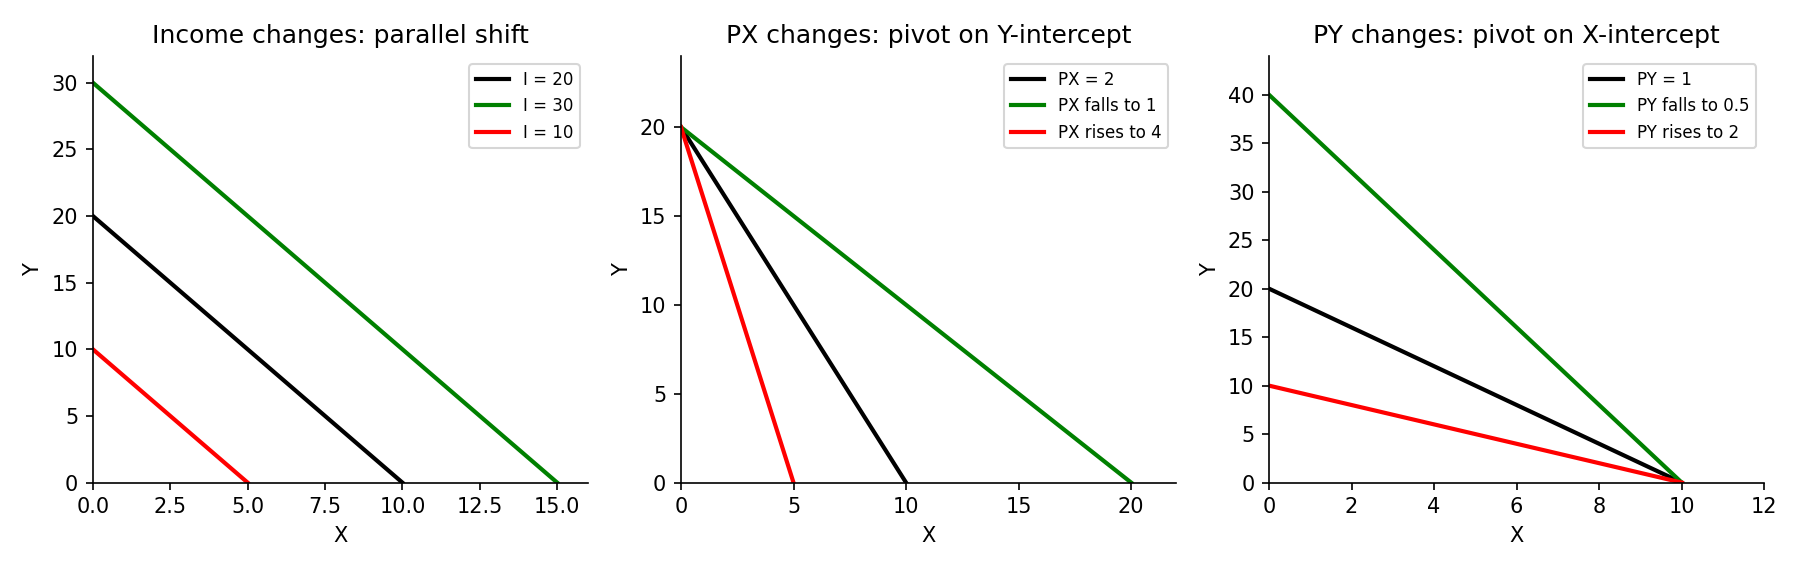 Income changes: parallel shift
I = 20
I = 30
I = 10
30
25
20
15
10
5
0
0.0 2.5 5.0 7.5 10.0 12.5 15.0
Y
X
PX changes: pivot on Y-intercept
PX = 2
PX falls to 1
PX rises to 4
20
15
10
5
0
0 5 10 15 20
Y
X
PY changes: pivot on X-intercept
PY = 1
PY falls to 0.5
PY rises to 2
40
35
30
25
20
15
10
5
0
0 2 4 6 8 10 12
Y
X